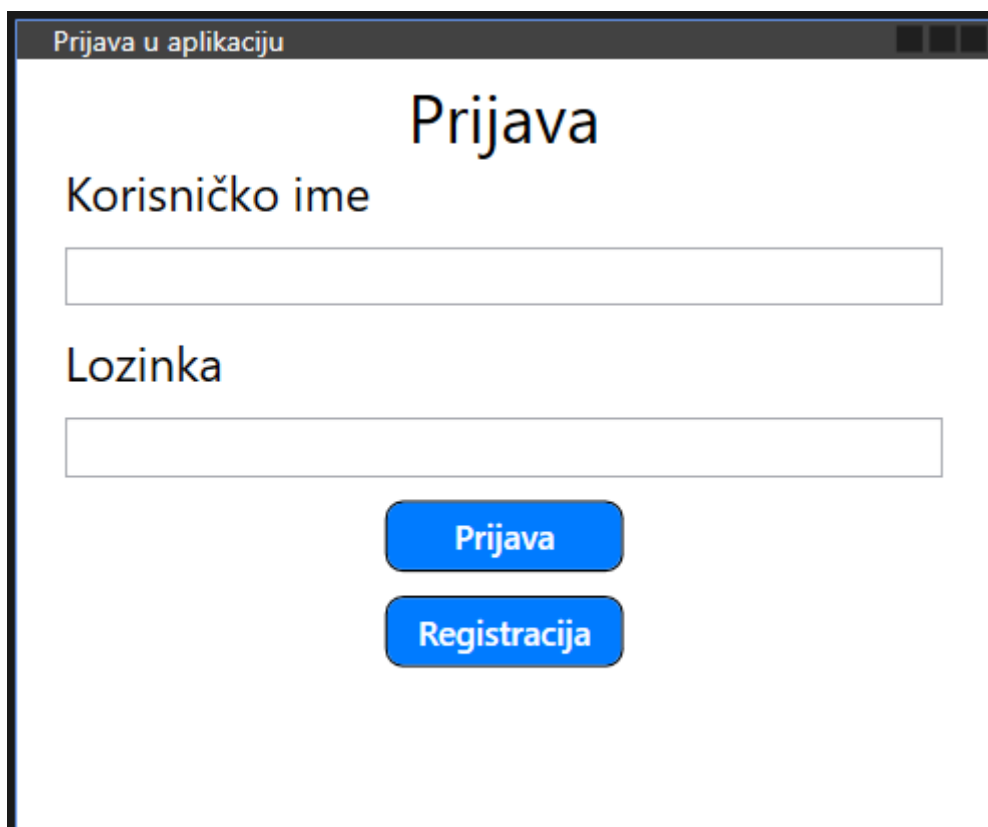 Prijava u aplikaciju
Prijava
Korisničko ime
Lozinka
Prijava
Registracija